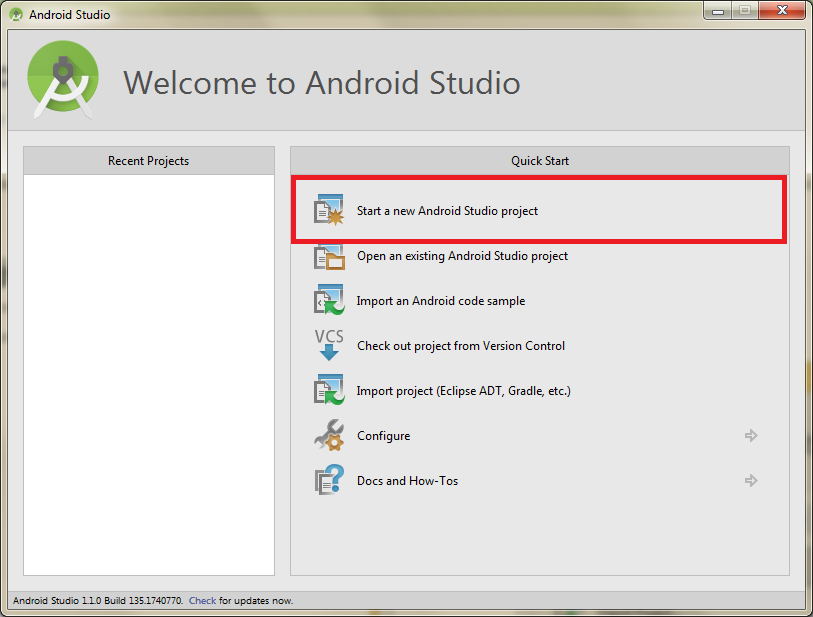 Android Studio
Welcome to Android Studio
Recent Projects
Quick Start
Start a new Android Studio project
Open an existing Android Studio project
Import an Android code sample
VCS
Check out project from Version Control
Import project (Eclipse ADT, Gradle, etc.)
Configure
Docs and How-Tos
Android Studio 1.1.0 Build 135.1740770. Check for updates now.